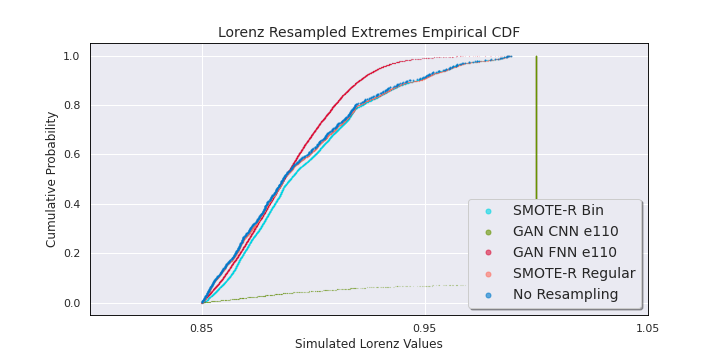 Lorenz Resampled Extremes Empirical CDF
Cumulative Probability
1.0
0.8
0.6
0.4
0.2
0.0
SMOTE-R Bin
GAN CNN e110
GAN FNN e110
SMOTE-R Regular
No Resampling
0.85
0.95
1.05
Simulated Lorenz Values